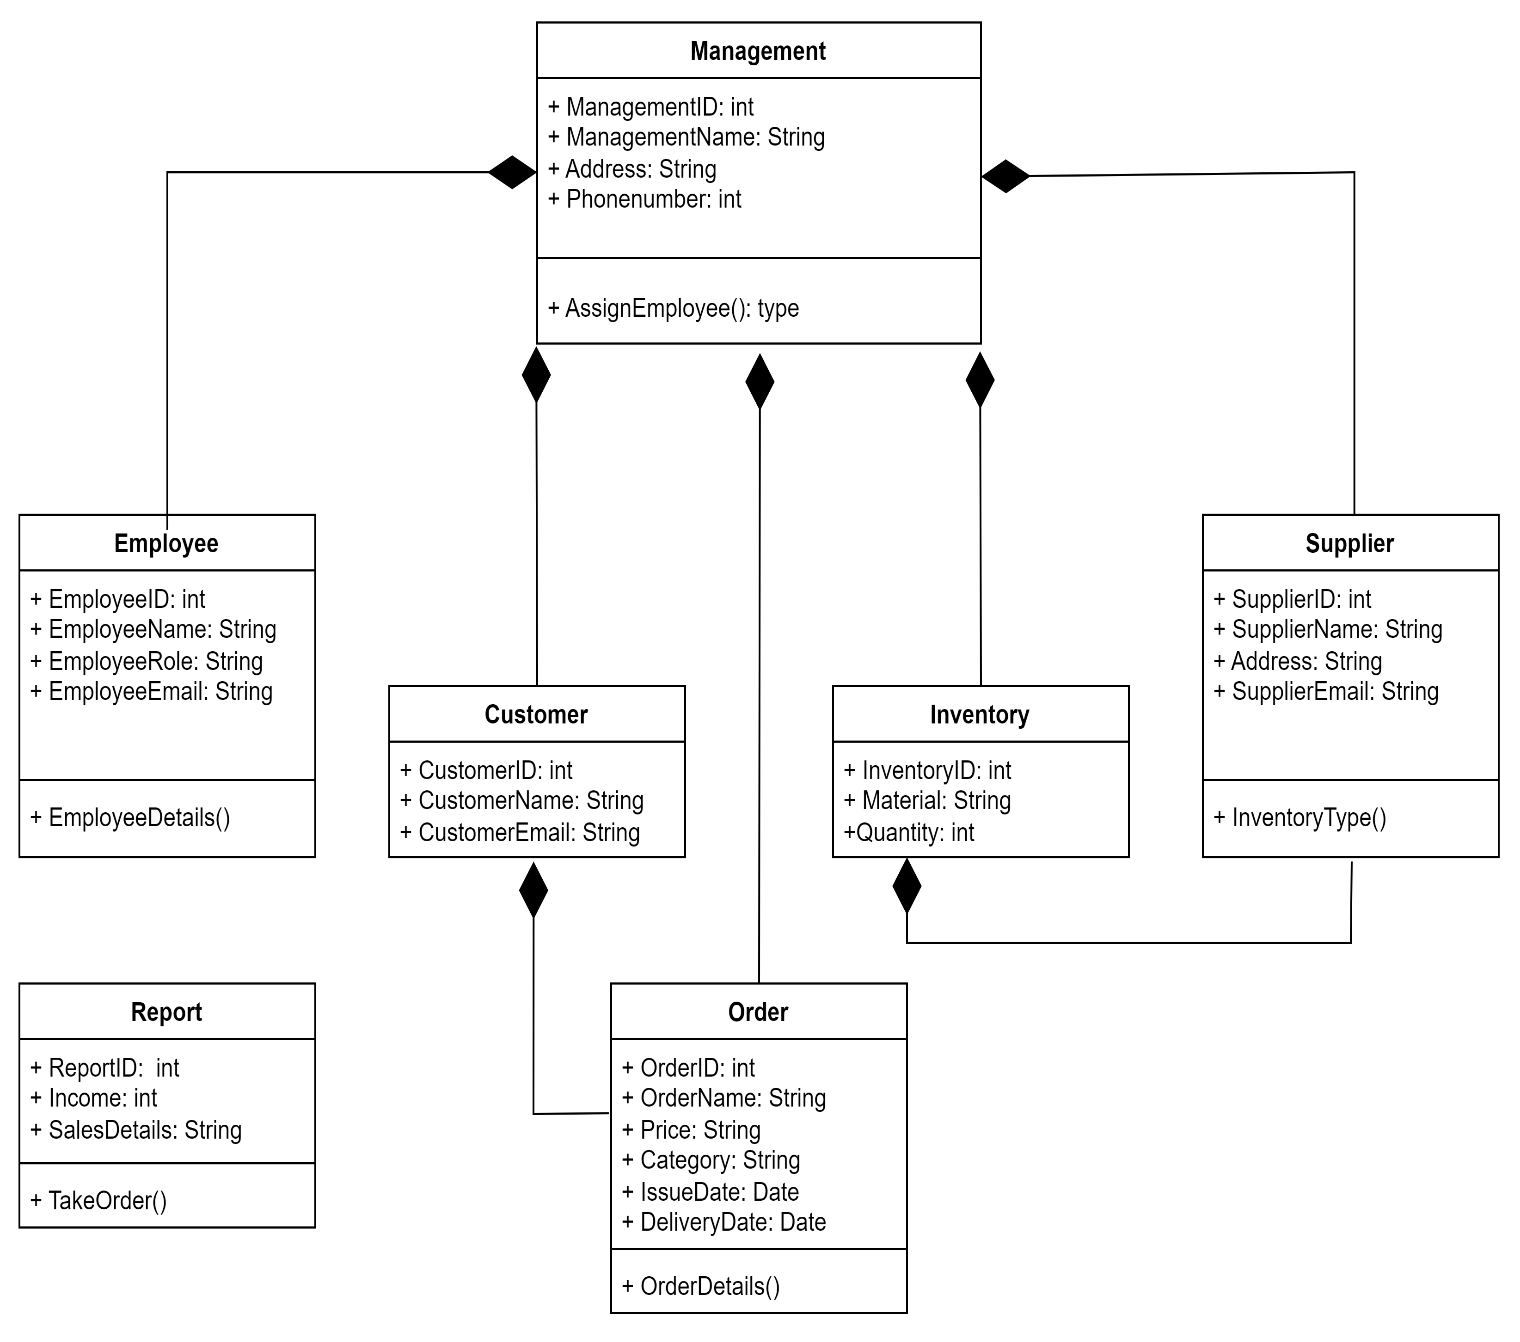 Management
+ ManagementID: int
+ ManagementName: String
+ Address: String
+ Phonenumber: int
+ AssignEmployee(): type
Employee
+ EmployeeID: int
+ EmployeeName: String
+ EmployeeRole: String
+ EmployeeEmail: String
+ EmployeeDetails()
Customer
+ CustomerID: int
+ CustomerName: String
+ CustomerEmail: String
Inventory
+ InventoryID: int
+ Material: String
+Quantity: int
Supplier
+ SupplierID: int
+ SupplierName: String
+ Address: String
+ SupplierEmail: String
+ InventoryType()
Report
+ ReportID:  int
+ Income: int
+ SalesDetails: String
+ TakeOrder()
Order
+ OrderID: int
+ OrderName: String
+ Price: String
+ Category: String
+ IssueDate: Date
+ DeliveryDate: Date
+ OrderDetails()